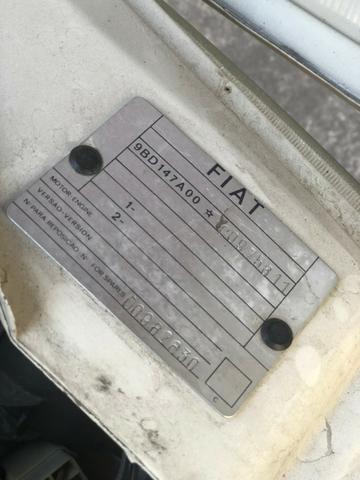 FIAT
9BD147A00 ☆
MOTOR-ENGINE
VERSÃO-VERSION
1-
2-
Nº PARA REPOSIÇÃO-Nº FOR SPARES
C